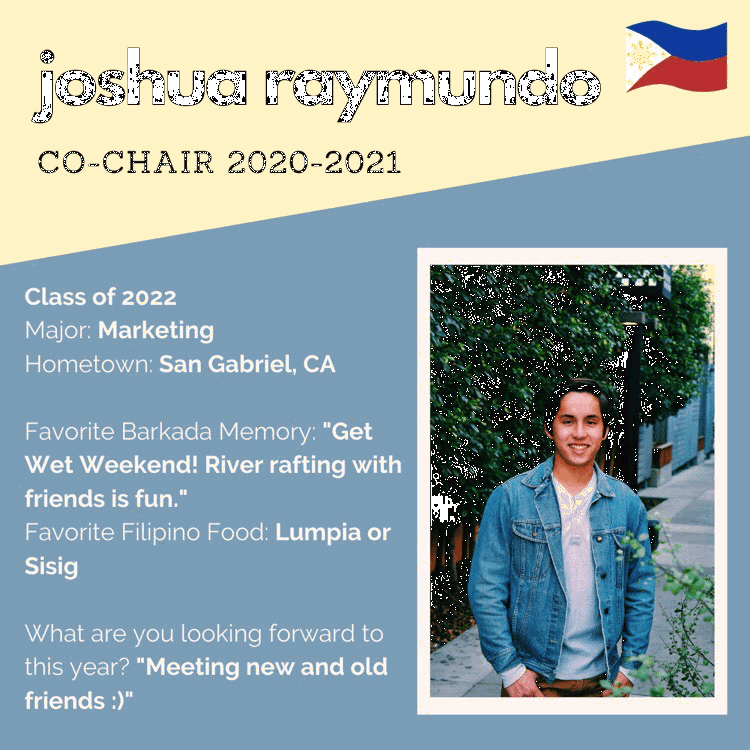 joshua raymundo
CO-CHAIR 2020-2021
Class of 2022
Major: Marketing
Hometown: San Gabriel, CA
Favorite Barkada Memory: "Get
Wet Weekend! River rafting with
friends is fun."
Favorite Filipino Food: Lumpia or
Sisig
What are you looking forward to
this year? "Meeting new and old
friends :)"